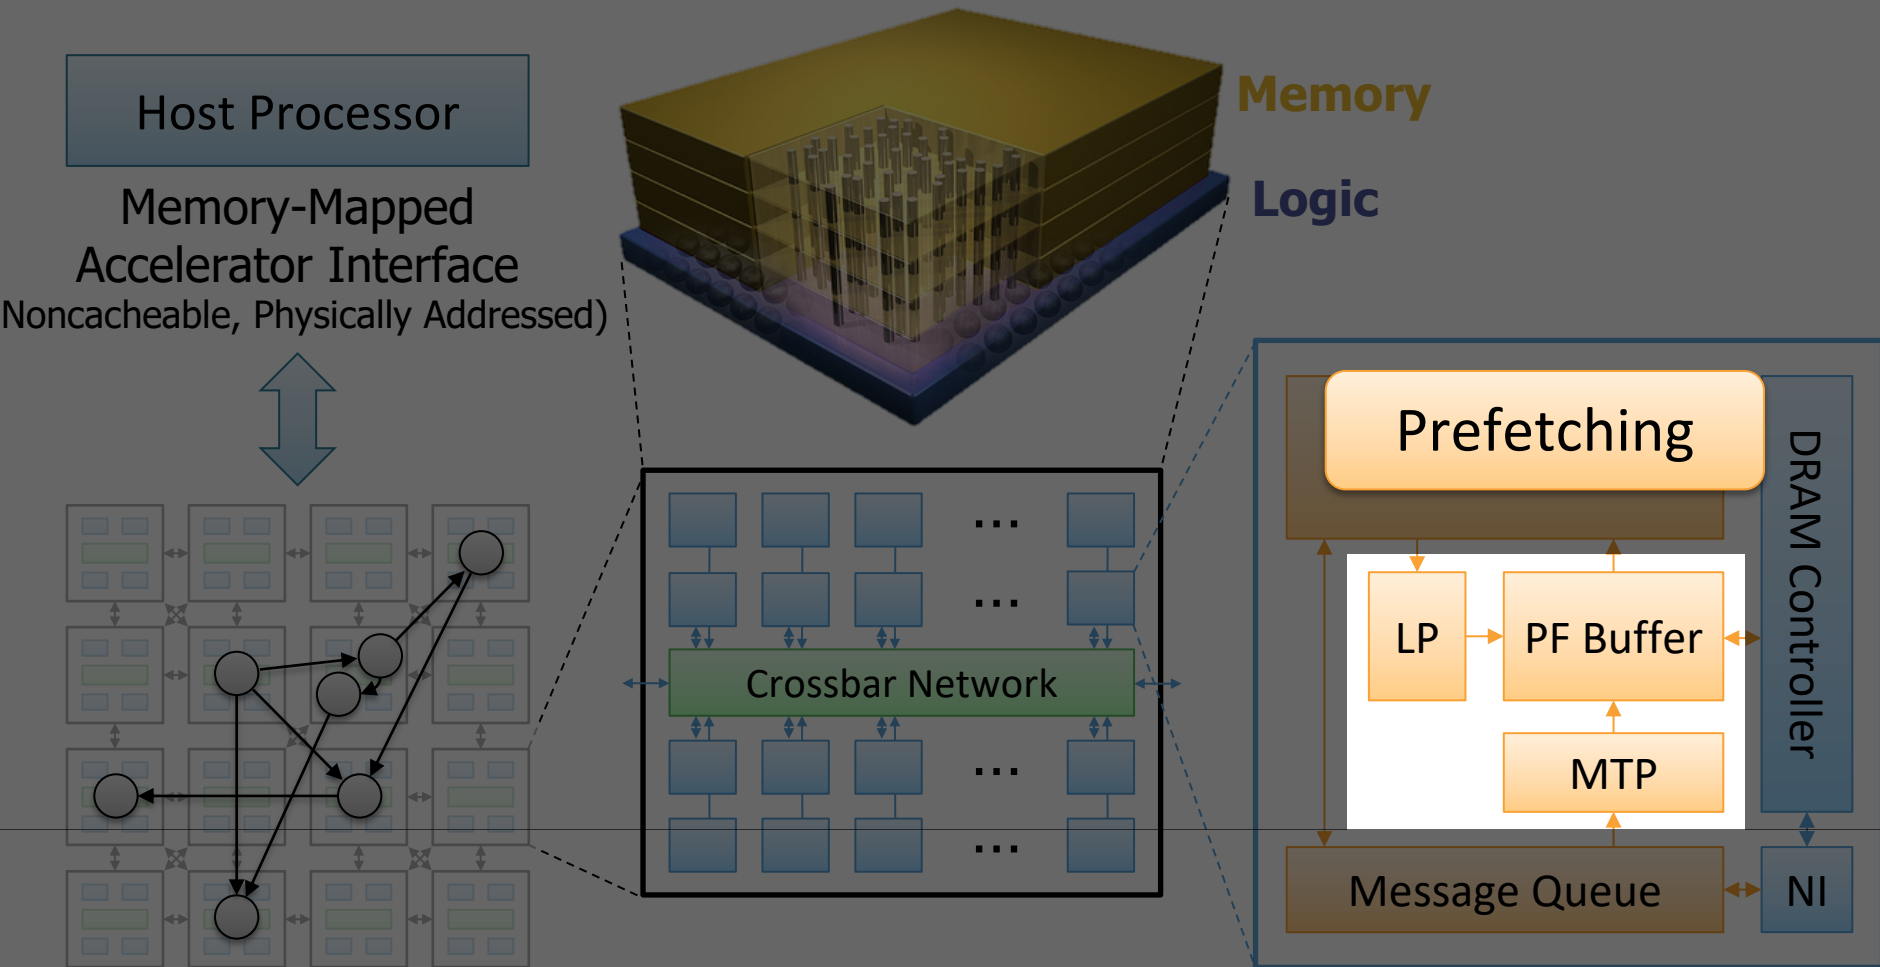 Host Processor
Memory-Mapped
Accelerator Interface
Noncacheable, Physically Addressed)
Memory
Logic
...
...
Crossbar Network
...
...
Prefetching
DRAM Controller
LP
PF Buffer
MTP
Message Queue
NI